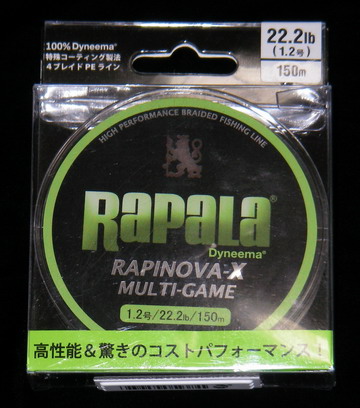 100% Dyneema®
特殊コーティング製法
4ブレイド PE ライン
22.2lb
(1.2号)
150m
HIGH PERFORMANCE BRAIDED FISHING LINE
RAPALA®
Dyneema®
RAPINOVA-X
MULTI-GAME
1.2号/22.2lb/150m
高性能&驚きのコストパフォーマンス!